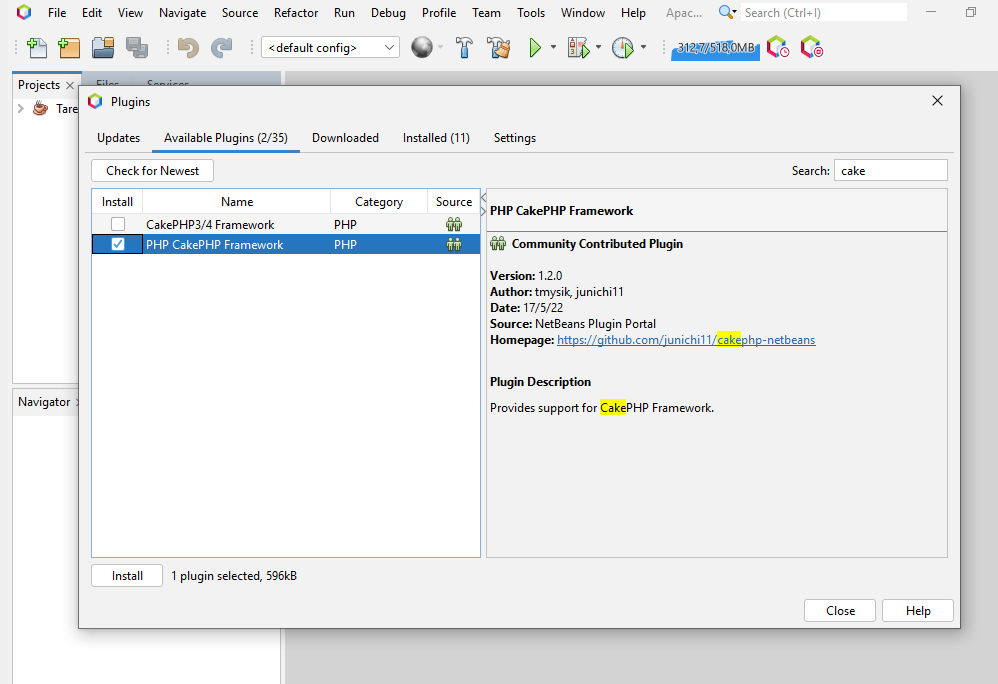 File Edit View Navigate Source Refactor Run Debug Profile Team Tools Window Help Apac... Search (Ctrl+I)
<default config> 312,7/518,0MB
Projects Files Services
Tare
Navigator
Plugins
Updates Available Plugins (2/35) Downloaded Installed (11) Settings
Check for Newest Search: cake
Install Name Category Source
CakePHP3/4 Framework PHP
PHP CakePHP Framework PHP
PHP CakePHP Framework
Community Contributed Plugin
Version: 1.2.0
Author: tmysik, junichi11
Date: 17/5/22
Source: NetBeans Plugin Portal
Homepage: https://github.com/junichi11/cakephp-netbeans
Plugin Description
Provides support for CakePHP Framework.
Install 1 plugin selected, 596kB
Close Help